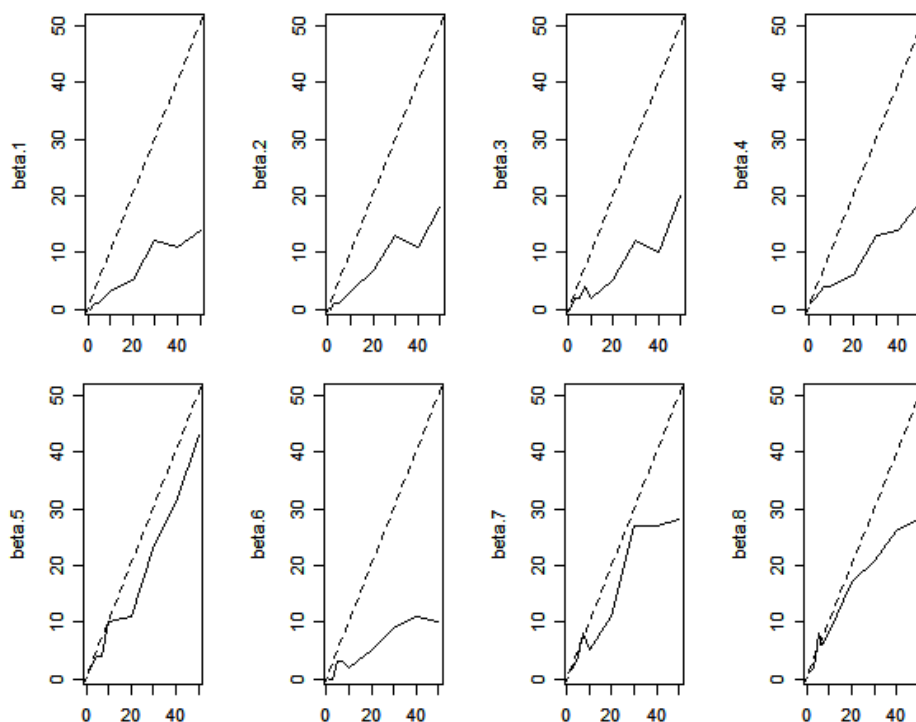 50 50 50 50
40 40 40 40
30 30 30 30
beta.1 beta.2 beta.3 beta.4
20 20 20 20
10 10 10 10
0 0 0 0
0 20 40 0 20 40 0 20 40 0 20 40
50 50 50 50
40 40 40 40
30 30 30 30
beta.5 beta.6 beta.7 beta.8
20 20 20 20
10 10 10 10
0 0 0 0
0 20 40 0 20 40 0 20 40 0 20 40